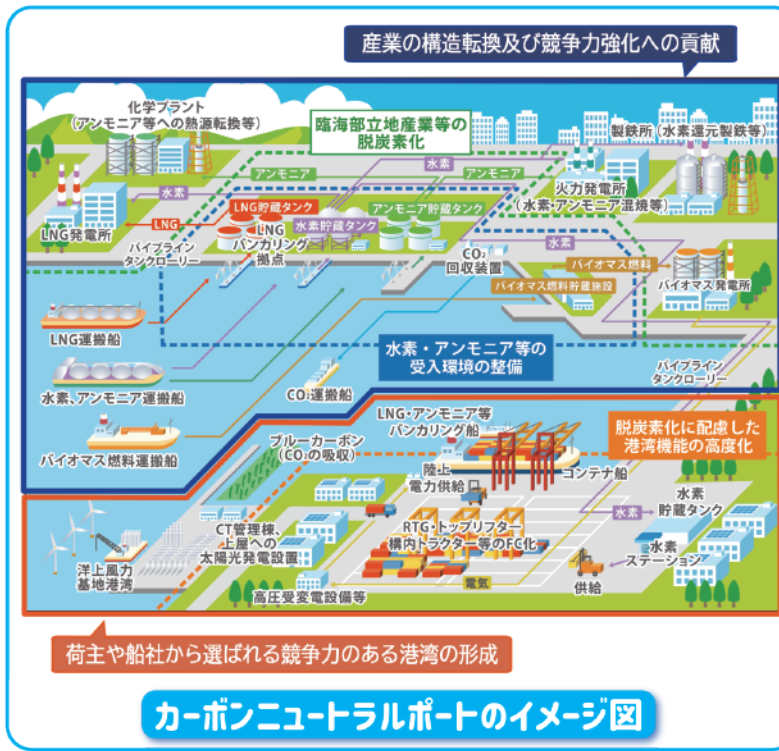 産業の構造転換及び競争力強化への貢献
化学プラント
(アンモニア等への熱源転換等)
臨海部立地産業等の
脱炭素化
製鉄所(水素還元製鉄等)
水素
アンモニア
アンモニア
水素
火力発電所
(水素・アンモニア混焼等)
LNG発電所
LNG
LNG貯蔵タンク
水素貯蔵タンク
アンモニア貯蔵タンク
LNG
バンカリング
拠点
パイプライン
タンクローリー
CO₂
回収装置
水素
バイオマス燃料
バイオマス燃料貯蔵施設
バイオマス発電所
LNG運搬船
水素・アンモニア等の
受入環境の整備
水素、アンモニア運搬船
CO₂運搬船
パイプライン
タンクローリー
バイオマス燃料運搬船
ブルーカーボン
(CO₂の吸収)
LNG・アンモニア等
バンカリング船
脱炭素化に配慮した
港湾機能の高度化
陸上
電力供給
コンテナ船
水素
貯蔵タンク
CT管理棟、
上屋への
太陽光発電設置
RTG・トップリフター
構内トラクター等のFC化
水素
水素
ステーション
洋上風力
基地港湾
高圧受変電設備等
電気
供給
荷主や船社から選ばれる競争力のある港湾の形成
カーボンニュートラルポートのイメージ図